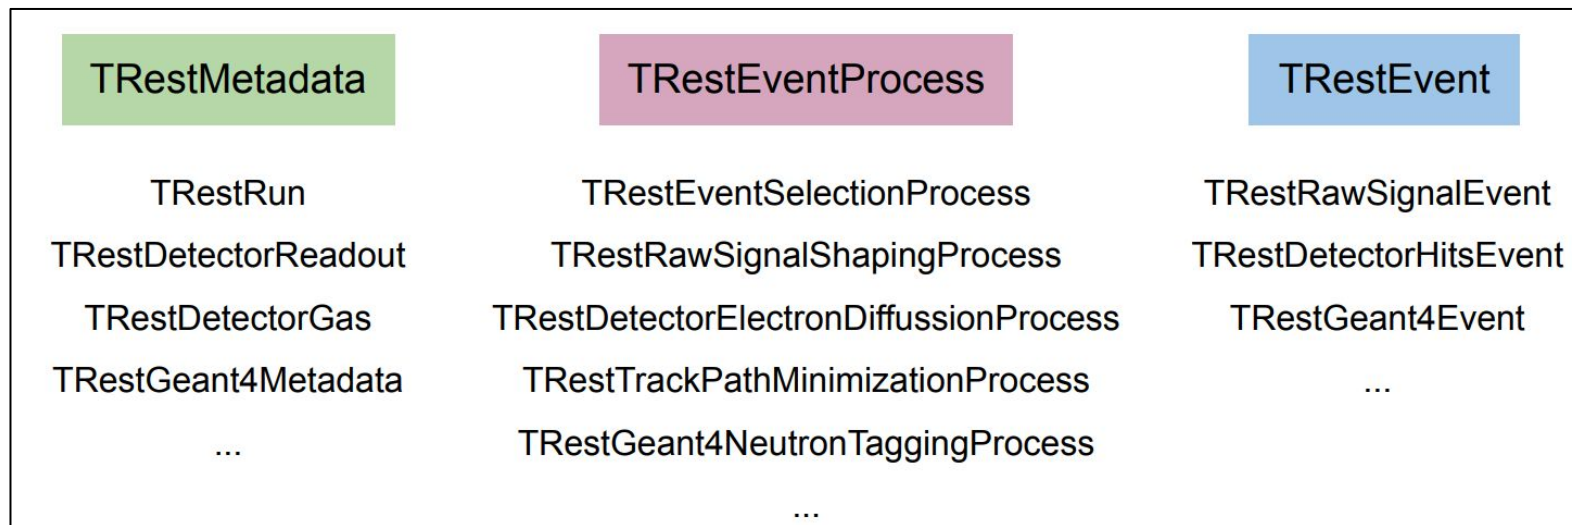 TRestMetadata
TRestRun
TRestDetectorReadout
TRestDetectorGas
TRestGeant4Metadata
...
TRestEventProcess
TRestEventSelectionProcess
TRestRawSignalShapingProcess
TRestDetectorElectronDiffussionProcess
TRestTrackPathMinimizationProcess
TRestGeant4NeutronTaggingProcess
...
TRestEvent
TRestRawSignalEvent
TRestDetectorHitsEvent
TRestGeant4Event
...